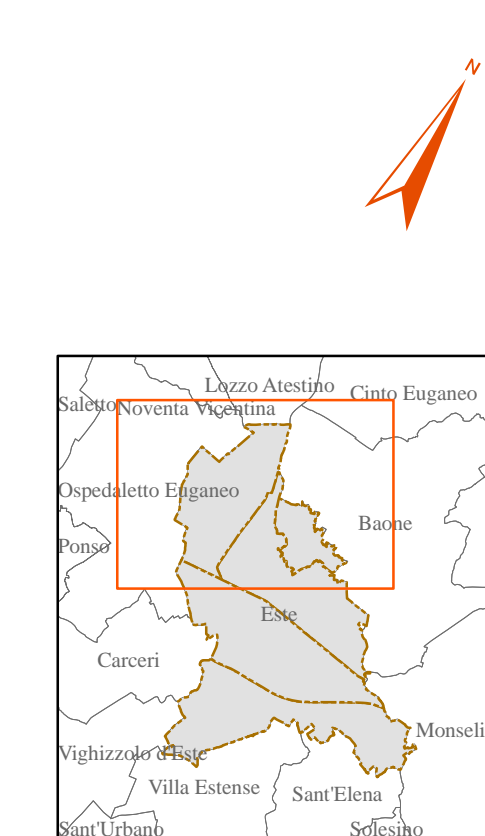 N
Lozzo Atestino
Cinto Euganeo
Saletto
Noventa Vicentina
Ospedaletto Euganeo
Baone
Ponso
Este
Carceri
Monseli
Vighizzolo d'Este
Villa Estense
Sant'Elena
Sant'Urbano
Solesino